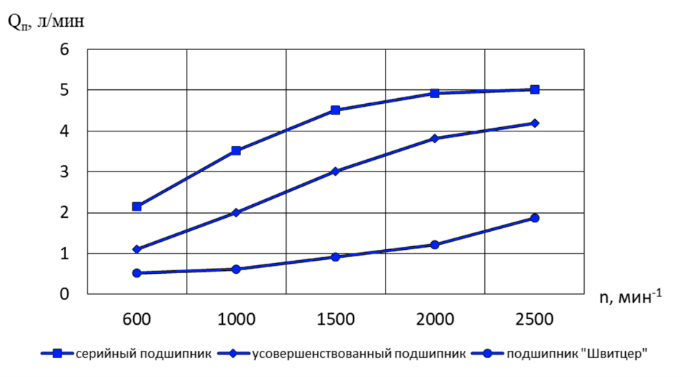 Qп, л/мин
6
5
4
3
2
1
0
600 1000 1500 2000 2500
n, мин-1
серийный подшипник усовершенствованный подшипник подшипник "Швитцер"